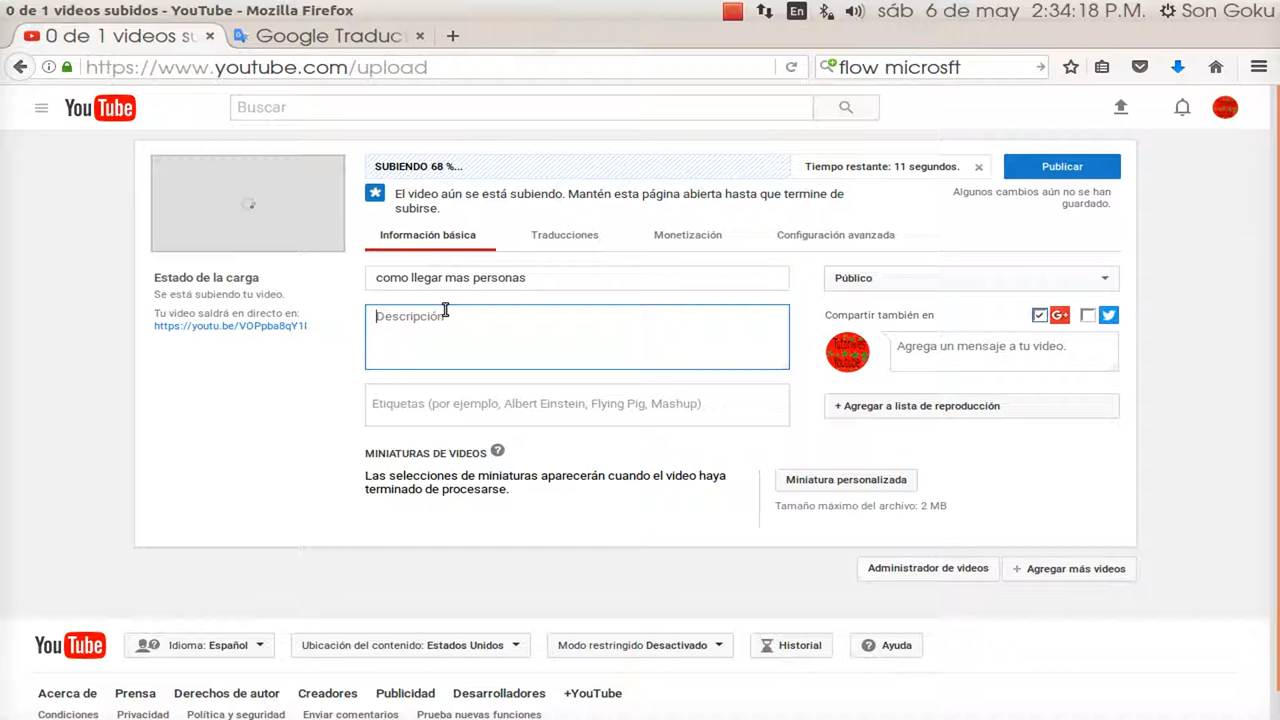 0 de 1 videos subidos - YouTube - Mozilla Firefox
En
sáb 6 de may 2:34:18 P.M.
Son Goku
0 de 1 videos su
Google Traduc
https://www.youtube.com/upload
flow microsft
YouTube
Buscar
SUBIENDO 68 %...
Tiempo restante: 11 segundos.
Publicar
El video aún se está subiendo. Mantén esta página abierta hasta que termine de
subirse.
Algunos cambios aún no se han
guardado.
Información básica
Traducciones
Monetización
Configuración avanzada
Estado de la carga
Se está subiendo tu video.
Tu video saldrá en directo en:
https://youtu.be/VOPpba8qY1I
como llegar mas personas
Descripción
Etiquetas (por ejemplo, Albert Einstein, Flying Pig, Mashup)
Público
Compartir también en
G+
Agrega un mensaje a tu video.
+ Agregar a lista de reproducción
MINIATURAS DE VIDEOS ?
Las selecciones de miniaturas aparecerán cuando el video haya
terminado de procesarse.
Miniatura personalizada
Tamaño máximo del archivo: 2 MB
Administrador de videos
+ Agregar más videos
YouTube
Idioma: Español
Ubicación del contenido: Estados Unidos
Modo restringido Desactivado
Historial
? Ayuda
Acerca de
Prensa
Derechos de autor
Creadores
Publicidad
Desarrolladores
+YouTube
Condiciones
Privacidad
Política y seguridad
Enviar comentarios
Prueba nuevas funciones